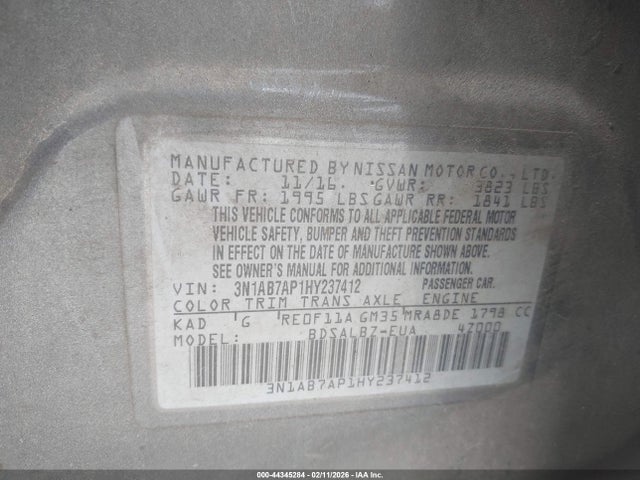 MANUFACTURED BY NISSAN MOTOR CO., LTD.
DATE: 11/16. GVWR: 3823 LBS
GAWR FR: 1995 LBS GAWR RR: 1841 LBS
THIS VEHICLE CONFORMS TO ALL APPLICABLE FEDERAL MOTOR
VEHICLE SAFETY, BUMPER AND THEFT PREVENTION STANDARDS
IN EFFECT ON THE DATE OF MANUFACTURE SHOWN ABOVE.
SEE OWNER'S MANUAL FOR ADDITIONAL INFORMATION.
VIN: 3N1AB7AP1HY237412 PASSENGER CAR.
COLOR TRIM TRANS AXLE ENGINE
KAD G RE0F11A GM35 MRA8DE 1798 CC
MODEL: BDSALBZ-EUA 4Z000
3N1AB7AP1HY237412
000-44345284 - 02/11/2026 - IAA Inc.